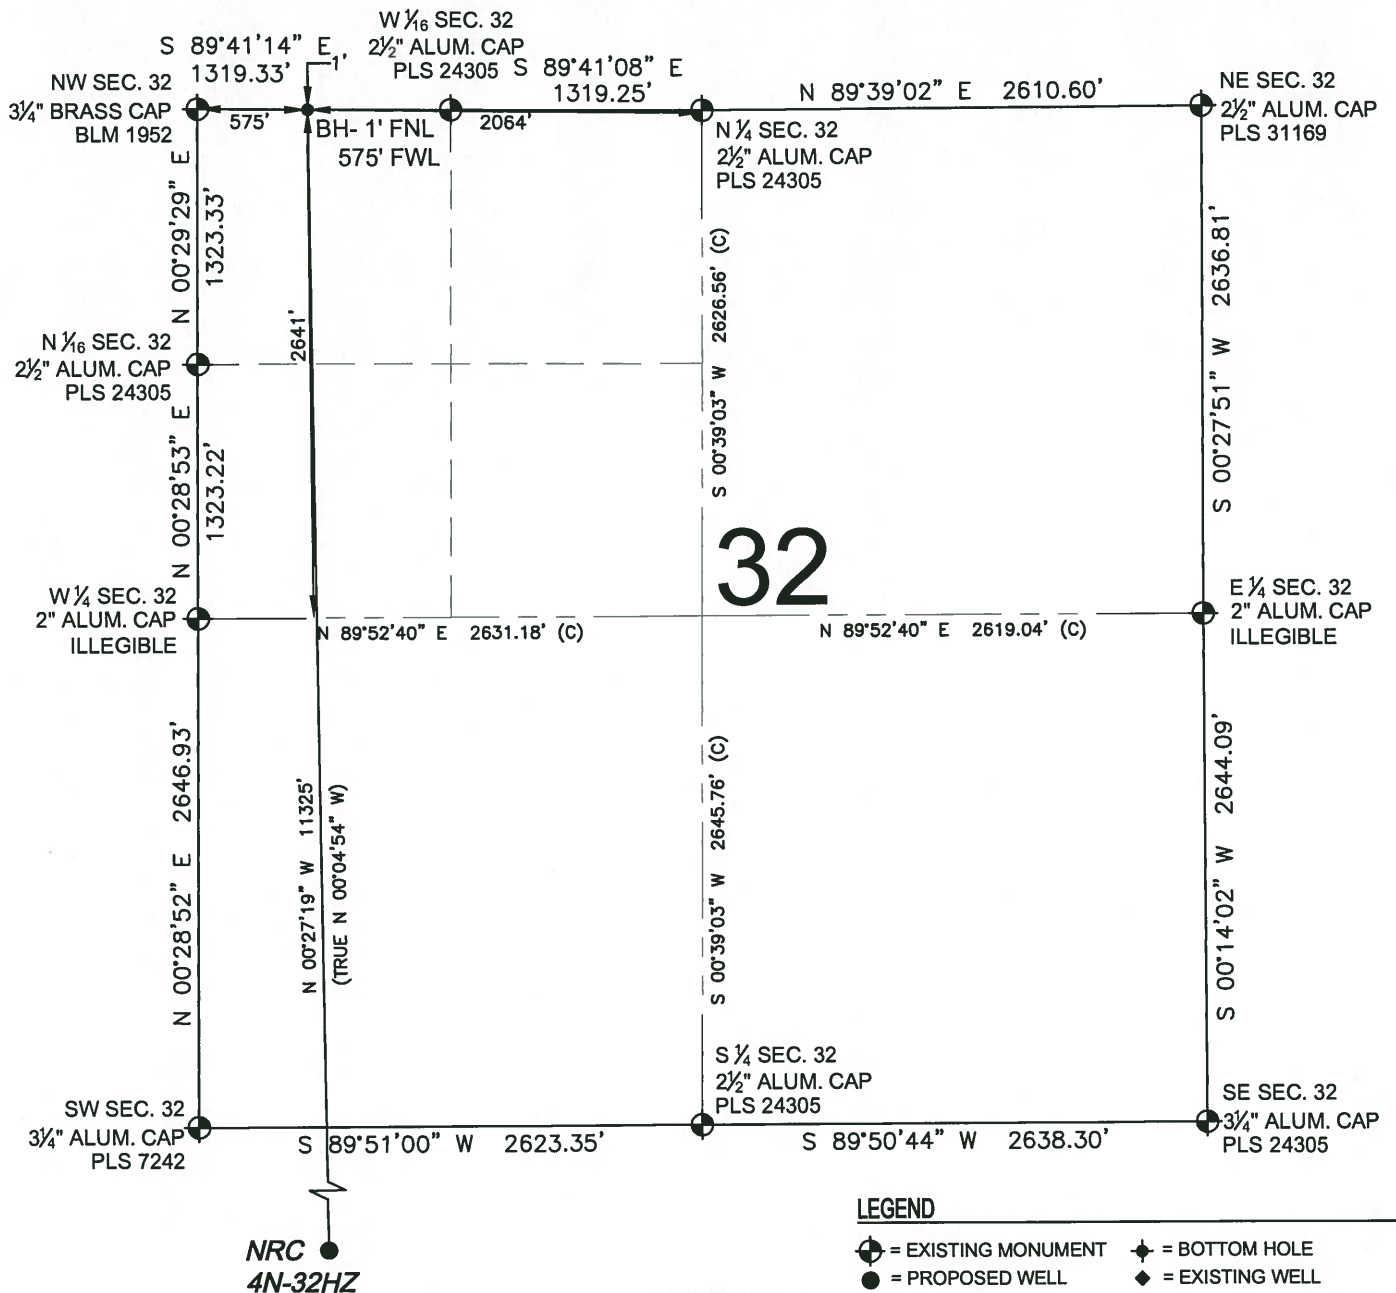 W 1⁄16 SEC. 32
2½" ALUM. CAP
PLS 24305
S 89°41'14" E
1319.33'
1'
S 89°41'08" E
1319.25'
N 89°39'02" E 2610.60'
NW SEC. 32
3¼" BRASS CAP
BLM 1952
NE SEC. 32
2½" ALUM. CAP
PLS 31169
575'
BH- 1' FNL
575' FWL
2064'
N ¼ SEC. 32
2½" ALUM. CAP
PLS 24305
N 00°29'29" E
1323.33'
2641'
S 00°39'03" W 2626.56' (C)
S 00°27'51" W 2636.81'
N 1⁄16 SEC. 32
2½" ALUM. CAP
PLS 24305
N 00°28'53" E
1323.22'
32
W ¼ SEC. 32
2" ALUM. CAP
ILLEGIBLE
N 89°52'40" E 2631.18' (C)
N 89°52'40" E 2619.04' (C)
E ¼ SEC. 32
2" ALUM. CAP
ILLEGIBLE
N 00°28'52" E 2646.93'
N 00°27'19" W 11325'
(TRUE N 00°04'54" W)
S 00°39'03" W 2645.76' (C)
S 00°14'02" W 2644.09'
S ¼ SEC. 32
2½" ALUM. CAP
PLS 24305
SW SEC. 32
3¼" ALUM. CAP
PLS 7242
S 89°51'00" W 2623.35'
S 89°50'44" W 2638.30'
SE SEC. 32
3¼" ALUM. CAP
PLS 24305
NRC
4N-32HZ
LEGEND
= EXISTING MONUMENT
= BOTTOM HOLE
= PROPOSED WELL
= EXISTING WELL